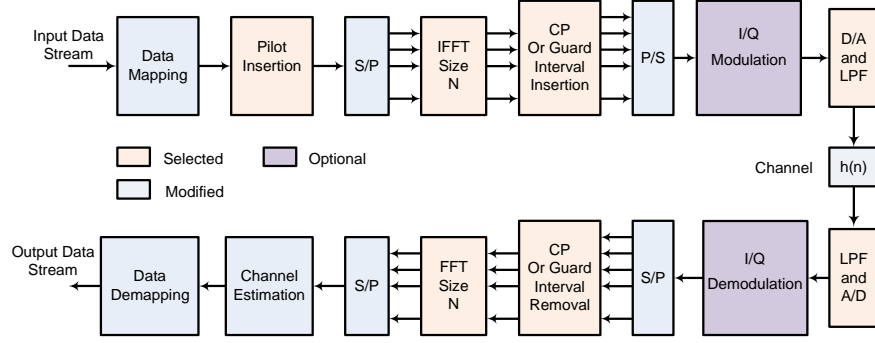 Input Data
Stream
Data
Mapping
Pilot
Insertion
S/P
IFFT
Size
N
CP
Or Guard
Interval
Insertion
P/S
I/Q
Modulation
D/A
and
LPF
Selected
Optional
Modified
Channel
h(n)
Output Data
Stream
Data
Demapping
Channel
Estimation
S/P
FFT
Size
N
CP
Or Guard
Interval
Removal
S/P
I/Q
Demodulation
LPF
and
A/D